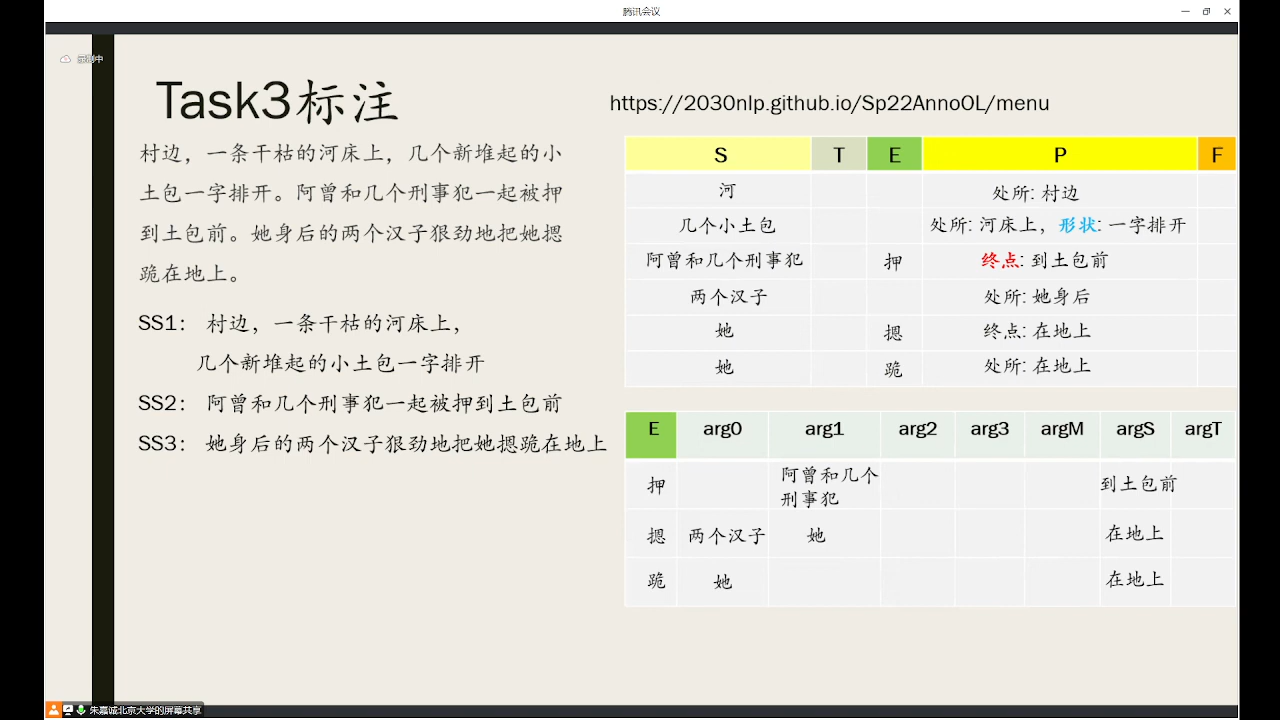 腾讯会议
录制中
Task3标注
https://2030nlp.github.io/Sp22AnnoOL/menu
村边，一条干枯的河床上，几个新堆起的小
土包一字排开。阿曾和几个刑事犯一起被押
到土包前。她身后的两个汉子狠劲地把她摁
跪在地上。
SS1： 村边，一条干枯的河床上，
几个新堆起的小土包一字排开
SS2： 阿曾和几个刑事犯一起被押到土包前
SS3： 她身后的两个汉子狠劲地把她摁跪在地上
S T E P F
河 处所: 村边
几个小土包 处所: 河床上，形状: 一字排开
阿曾和几个刑事犯 押 终点: 到土包前
两个汉子 处所: 她身后
她 摁 终点: 在地上
她 跪 处所: 在地上
E arg0 arg1 arg2 arg3 argM argS argT
押 阿曾和几个 到土包前
刑事犯
摁 两个汉子 她 在地上
跪 她 在地上
朱嘉诚北京大学的屏幕共享